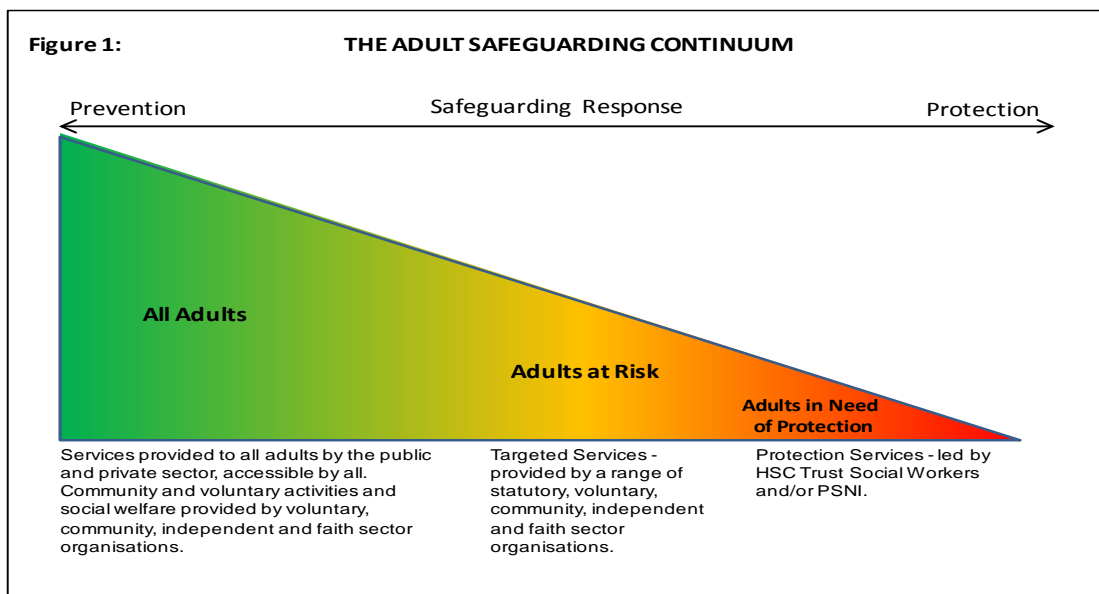 Figure 1: THE ADULT SAFEGUARDING CONTINUUM
Prevention Safeguarding Response Protection
All Adults
Adults at Risk
Adults in Need
of Protection
Services provided to all adults by the public
and private sector, accessible by all.
Community and voluntary activities and
social welfare provided by voluntary,
community, independent and faith sector
organisations.
Targeted Services -
provided by a range of
statutory, voluntary,
community, independent
and faith sector
organisations.
Protection Services - led by
HSC Trust Social Workers
and/or PSNI.